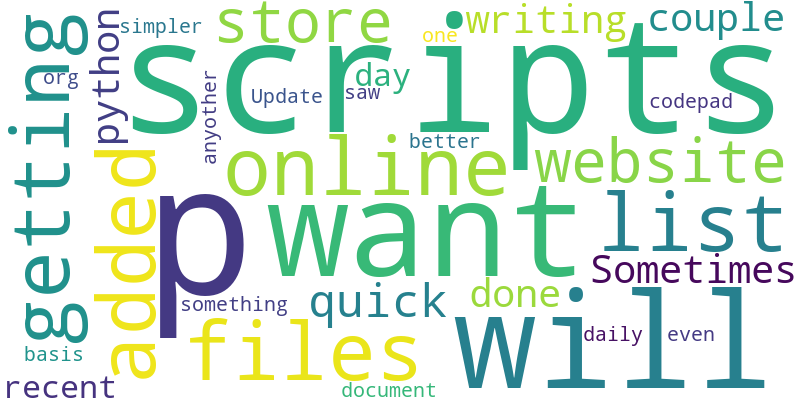 simpler
store
one
writing
couple
getting
python
scripts
org
day
saw
Update
anyother
codepad
better
online
website
added
p
want
list
Sometimes
something
quick
done
files
Will
daily
even
basis
recent
document